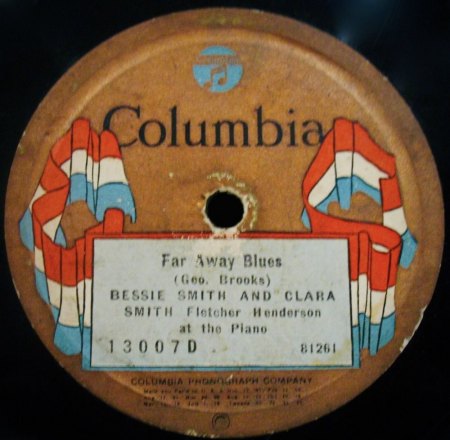 Columbia
Far Away Blues
(Geo. Brooks)
BESSIE SMITH AND CLARA
SMITH Fletcher Henderson
at the Piano
13007D 81261
COLUMBIA PHONOGRAPH COMPANY